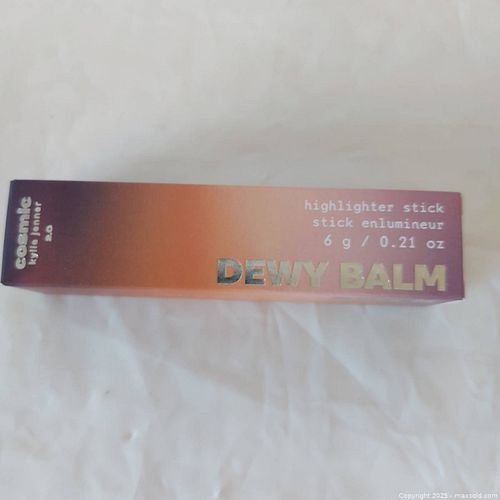 cosmic
kylie jenner
2.0
highlighter stick
stick enlumineur
6 g / 0.21 oz
DEWY BALM
Copyright 2025 - maxsold.com